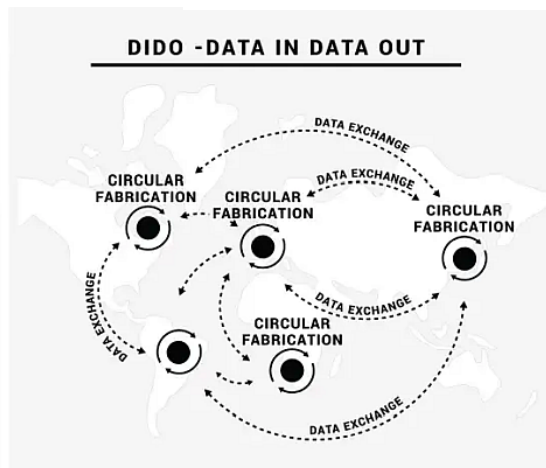 DIDO -DATA IN DATA OUT
DATA EXCHANGE
DATA EXCHANGE
CIRCULAR
FABRICATION
CIRCULAR
FABRICATION
CIRCULAR
FABRICATION
DATA EXCHANGE
DATA EXCHANGE
CIRCULAR
FABRICATION
DATA EXCHANGE